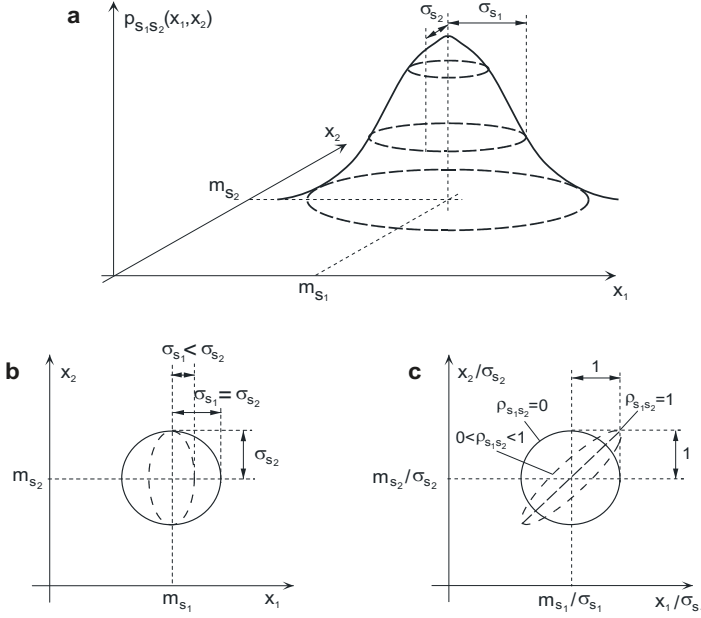 a
p_{s₁s₂}(x₁,x₂)
σ_{s₂}
σ_{s₁}
x₂
m_{s₂}
m_{s₁}
x₁
b
x₂
σ_{s₁}<σ_{s₂}
σ_{s₁}=σ_{s₂}
σ_{s₂}
m_{s₂}
m_{s₁}
x₁
c
x₂/σ_{s₂}
1
ρ_{s₁s₂}=0
ρ_{s₁s₂}=1
0<ρ_{s₁s₂}<1
1
m_{s₂}/σ_{s₂}
m_{s₁}/σ_{s₁}
x₁/σ_s